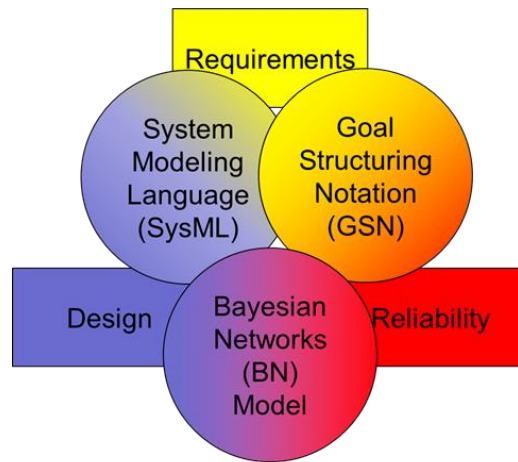 Requirements
System
Modeling
Language
(SysML)
Goal
Structuring
Notation
(GSN)
Design
Bayesian
Networks
(BN)
Model
Reliability